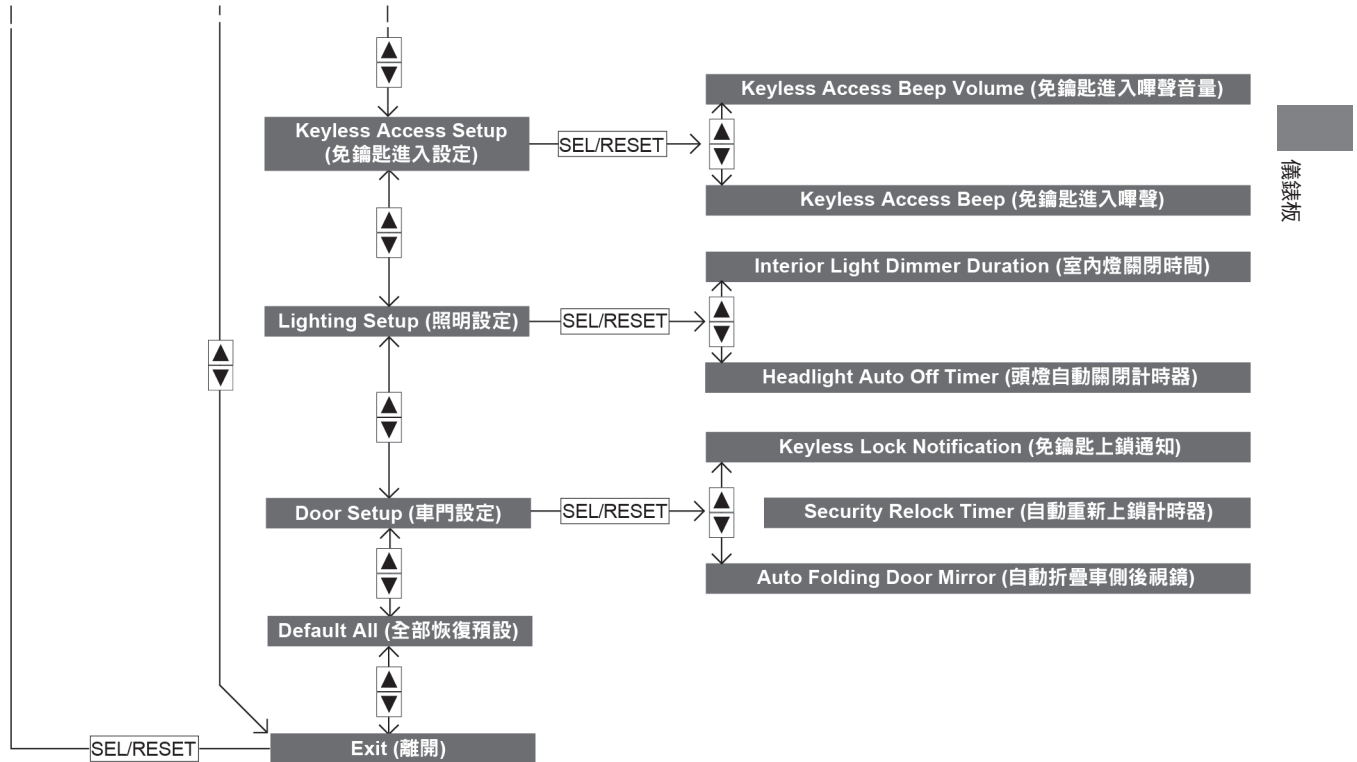 Keyless Access Setup
(免鑰匙進入設定)
SEL/RESET
Keyless Access Beep Volume (免鑰匙進入嗶聲音量)
Keyless Access Beep (免鑰匙進入嗶聲)
儀錶板
Lighting Setup (照明設定)
SEL/RESET
Interior Light Dimmer Duration (室內燈關閉時間)
Headlight Auto Off Timer (頭燈自動關閉計時器)
Door Setup (車門設定)
SEL/RESET
Keyless Lock Notification (免鑰匙上鎖通知)
Security Relock Timer (自動重新上鎖計時器)
Auto Folding Door Mirror (自動折疊車側後視鏡)
Default All (全部恢復預設)
SEL/RESET
Exit (離開)